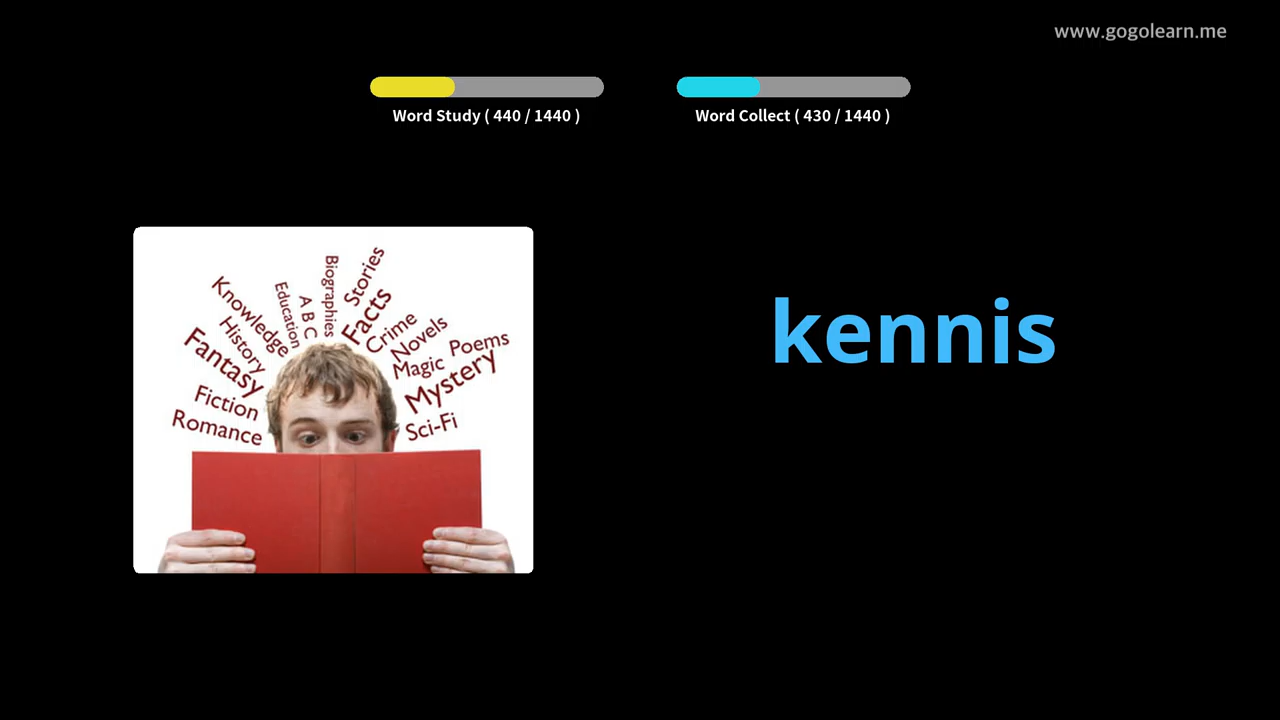 www.gogolearn.me
Word Study ( 440 / 1440 )
Word Collect ( 430 / 1440 )
kennis
Knowledge
Education
A B C
Biographies
Stories
Facts
Crime
Novels
Poems
Magic
Mystery
Sci-Fi
History
Fantasy
Fiction
Romance